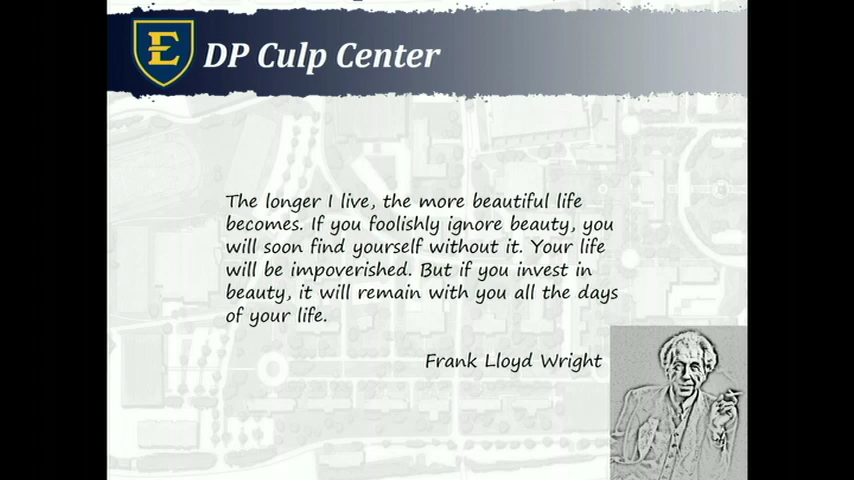 E
DP Culp Center
The longer I live, the more beautiful life
becomes. If you foolishly ignore beauty, you
will soon find yourself without it. Your life
will be impoverished. But if you invest in
beauty, it will remain with you all the days
of your life.
Frank Lloyd Wright